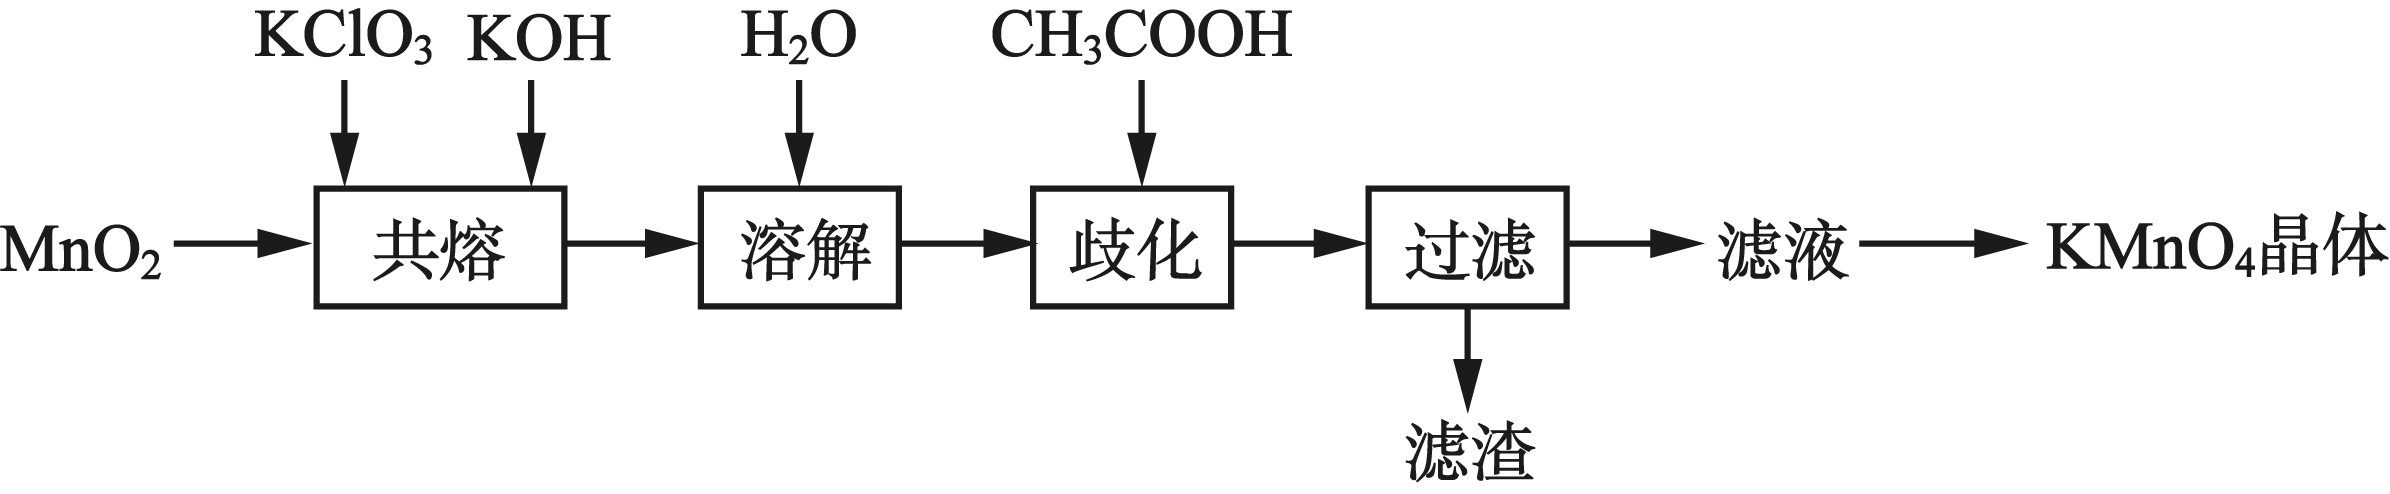 KClO₃ KOH H₂O CH₃COOH
MnO₂ 共熔 溶解 歧化 过滤 滤液 KMnO₄晶体
滤渣